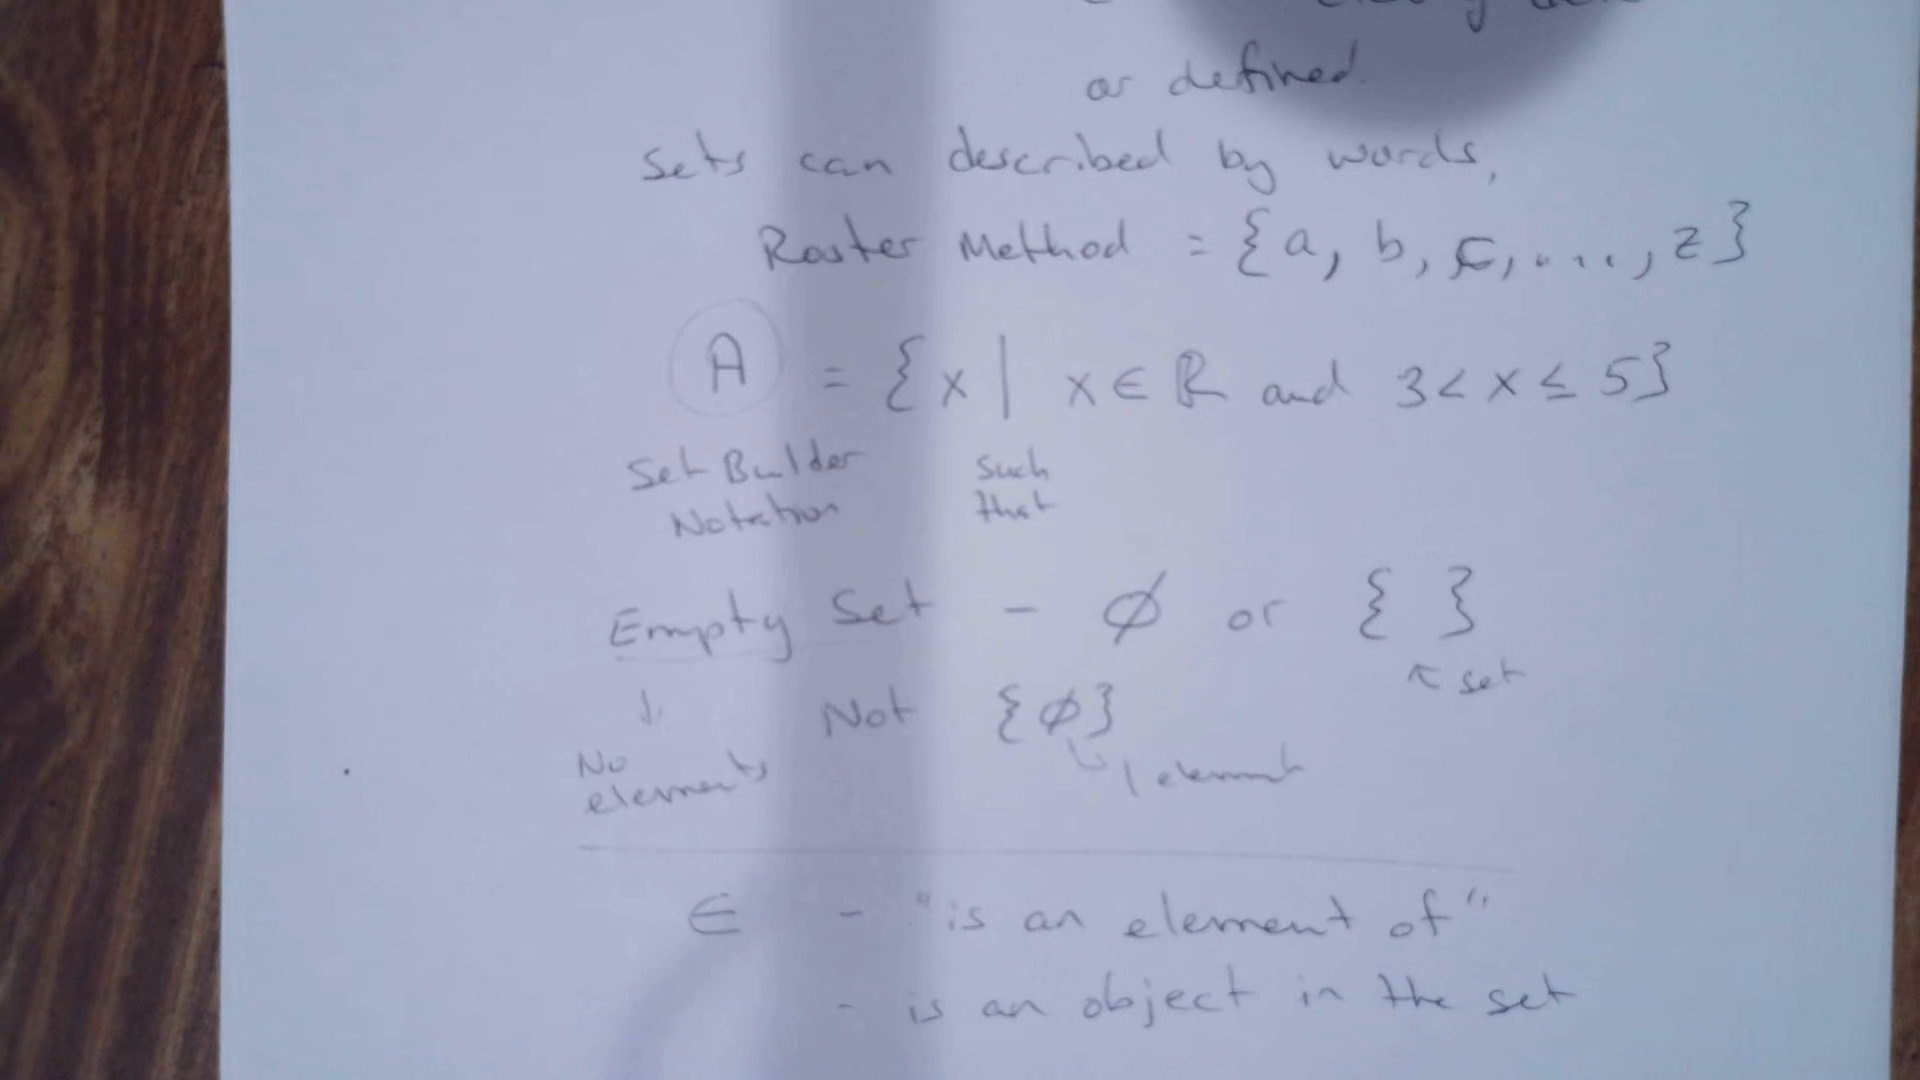 or defined.
Sets can described by words,
Roster Method = {a, b, c, ...., z}
A = {x | x ∈ ℝ and 3 < x ≤ 5}
Set Builder such
Notation that
Empty Set - ∅ or { }
↖ set
↓ Not {∅}
No elements ↳ 1 element
∈ - "is an element of"
- is an object in the set